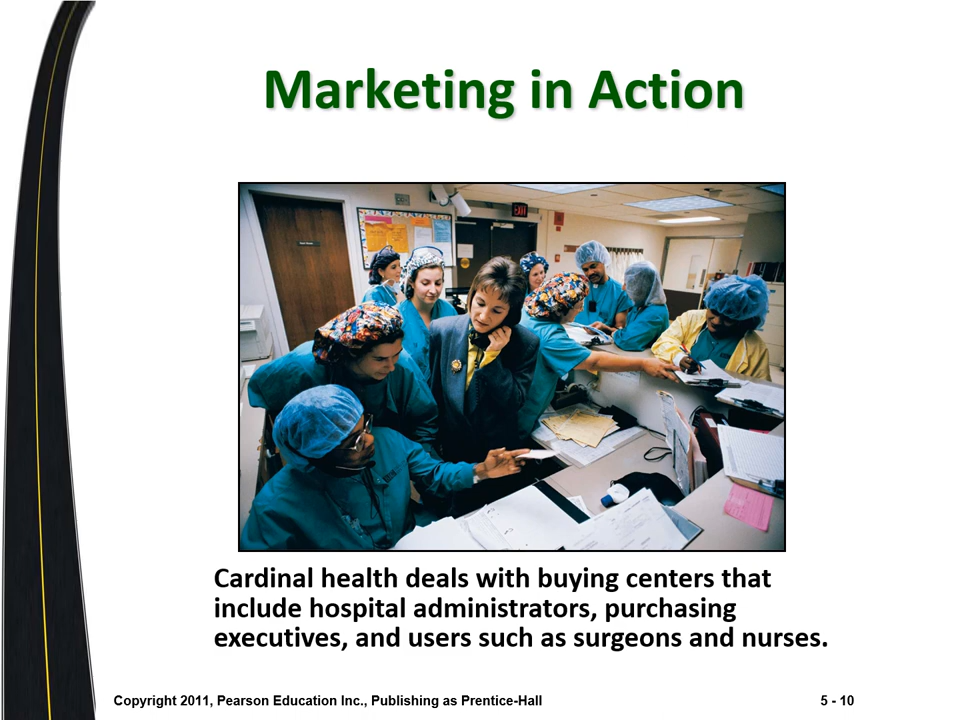 Marketing in Action
EXIT
Cardinal health deals with buying centers that
include hospital administrators, purchasing
executives, and users such as surgeons and nurses.
Copyright 2011, Pearson Education Inc., Publishing as Prentice-Hall
5 - 10